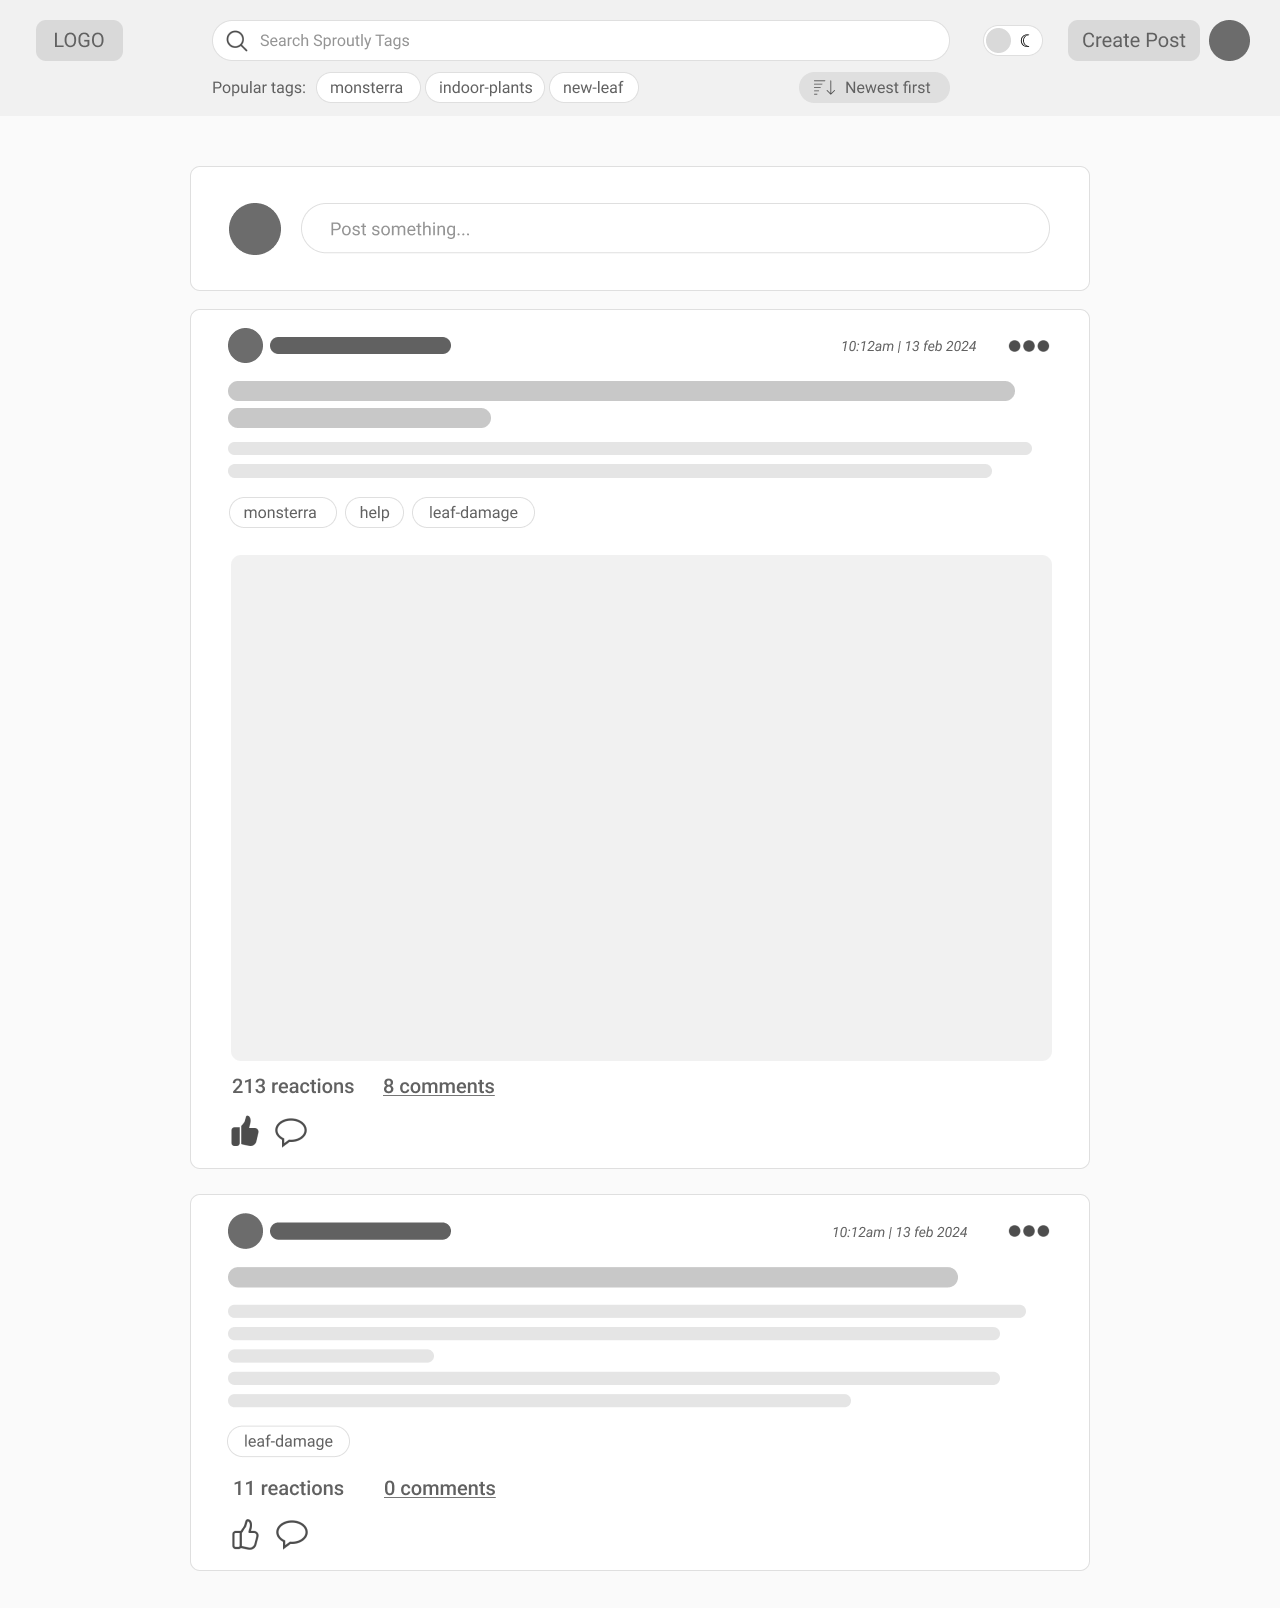 LOGO
Search Sproutly Tags
Create Post
Popular tags:
monsterra
indoor-plants
new-leaf
Newest first
Post something...
10:12am | 13 feb 2024
monsterra
help
leaf-damage
213 reactions
8 comments
10:12am | 13 feb 2024
leaf-damage
11 reactions
0 comments